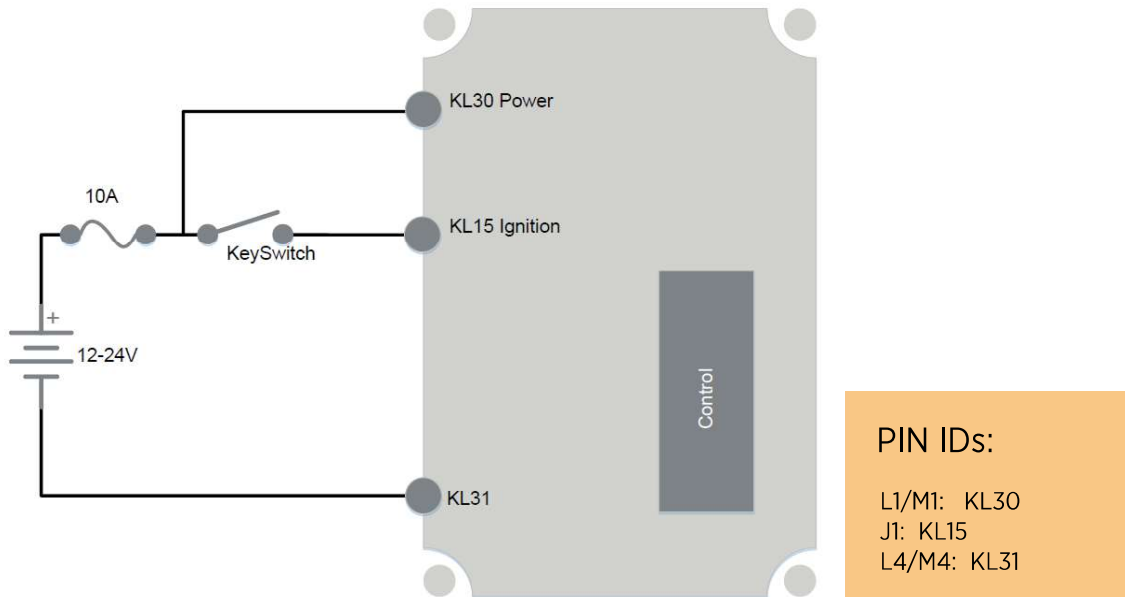 KL30 Power
10A
KL15 Ignition
KeySwitch
+
12-24V
Control
KL31
PIN IDs:
L1/M1: KL30
J1: KL15
L4/M4: KL31